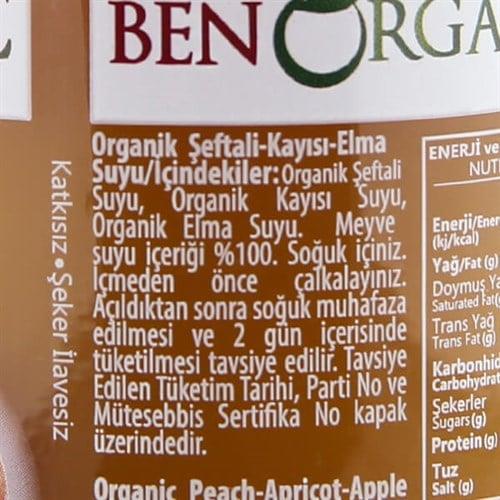 BENORGA
Organik Şeftali-Kayısı-Elma
Suyu/İçindekiler: Organik Şeftali
Suyu, Organik Kayısı Suyu,
Organik Elma Suyu. Meyve
suyu içeriği %100. Soğuk içiniz.
İçmeden önce çalkalayınız.
Açıldıktan sonra soğuk muhafaza
edilmesi ve 2 gün içerisinde
tüketilmesi tavsiye edilir. Tavsiye
Edilen Tüketim Tarihi, Parti No ve
Mütesebbis Sertifika No kapak
üzerindedir.
Organic Peach-Apricot-Apple
Katkısız • Şeker İlavesiz
ENERJİ ve
NUT
Enerji/Ener
(kj/kcal)
Yağ/Fat (g)
Doymuş Ya
Saturated Fat(g
Trans Yağ
Trans Fat(g)
Karbonhid
Carbohydrat
Şekerler
Sugars(g)
Protein(g)
Tuz
Salt (g)